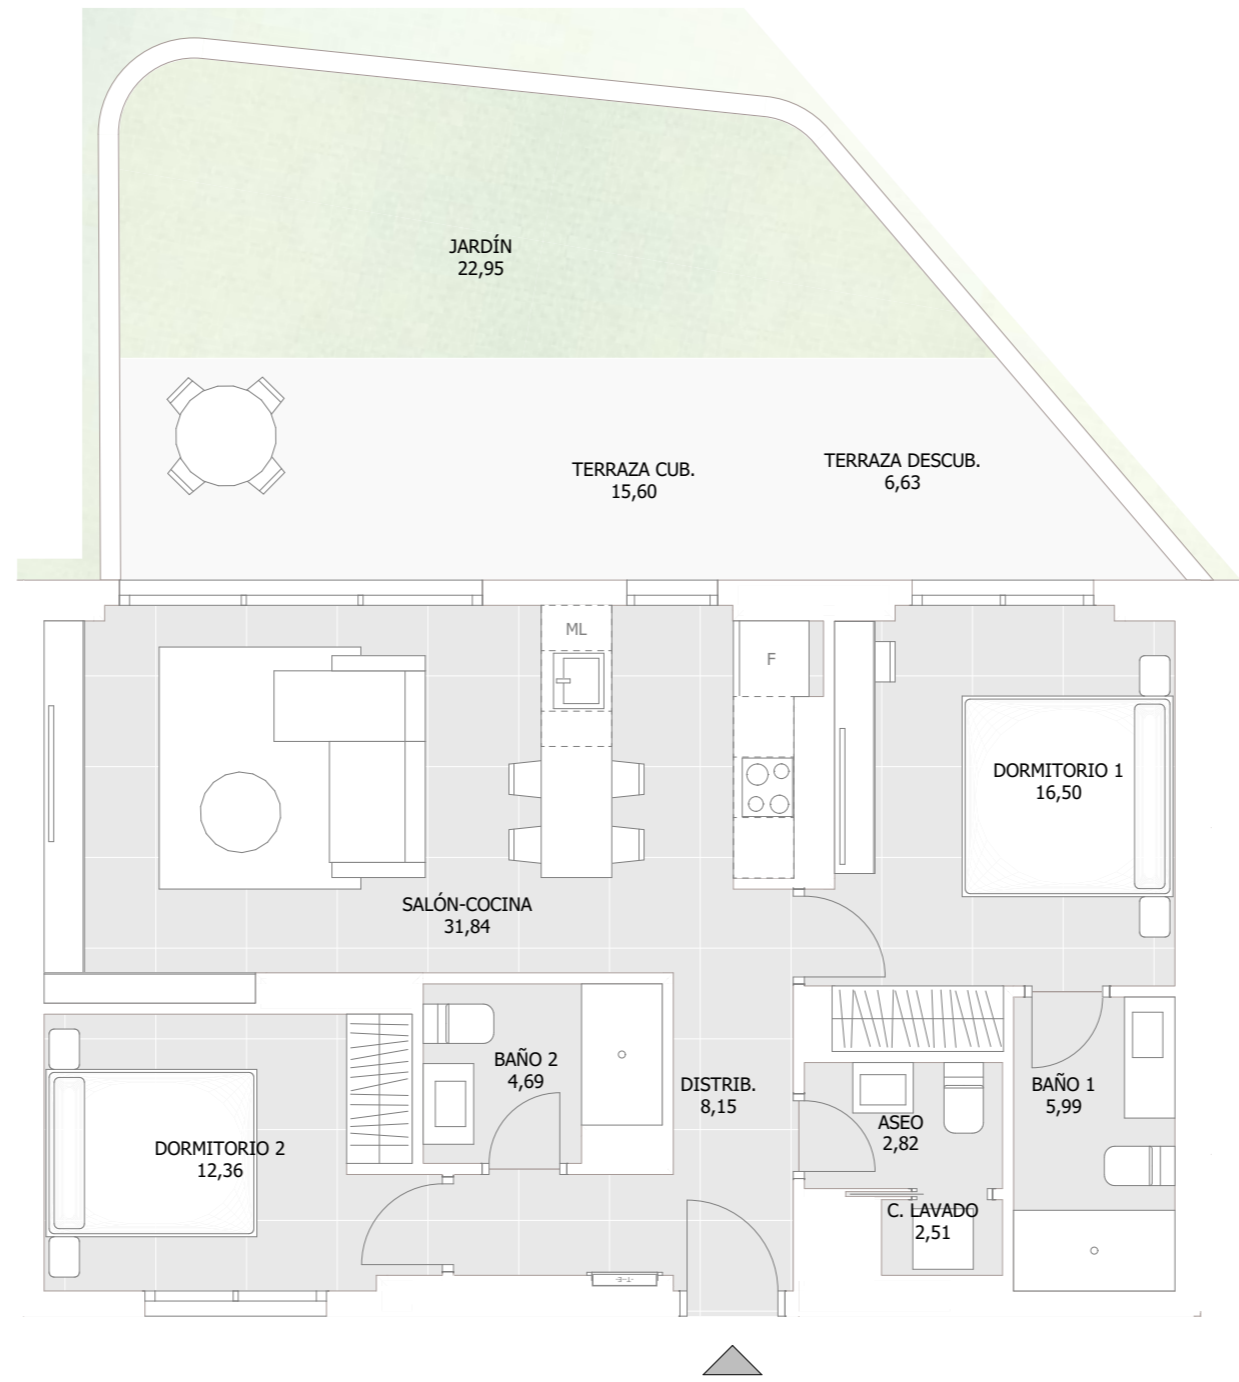 JARDÍN
22,95
TERRAZA CUB.
15,60
TERRAZA DESCUB.
6,63
ML
F
DORMITORIO 1
16,50
SALÓN-COCINA
31,84
BAÑO 2
4,69
DISTRIB.
8,15
BAÑO 1
5,99
ASEO
2,82
DORMITORIO 2
12,36
C. LAVADO
2,51